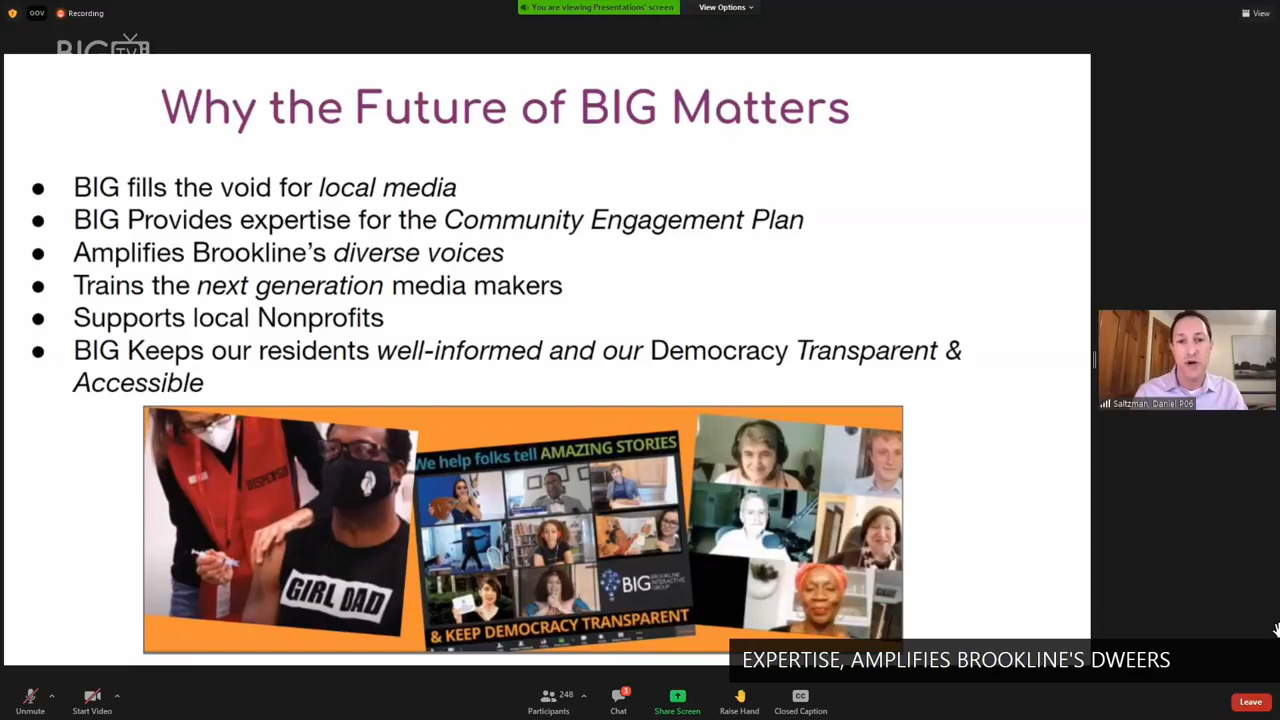 GOV
Recording
You are viewing Presentations' screen
View Options
View
BIG TV
Why the Future of BIG Matters
● BIG fills the void for local media
● BIG Provides expertise for the Community Engagement Plan
● Amplifies Brookline's diverse voices
● Trains the next generation media makers
● Supports local Nonprofits
● BIG Keeps our residents well-informed and our Democracy Transparent &
Accessible
DISPENSING
GIRL DAD
We help folks tell AMAZING STORIES
BIG BROOKLINE
INTERACTIVE
GROUP
& KEEP DEMOCRACY TRANSPARENT
Saltzman, Daniel P06
EXPERTISE, AMPLIFIES BROOKLINE'S DWEERS
Unmute
Start Video
248
Participants
3
Chat
Share Screen
Raise Hand
CC
Closed Caption
Leave